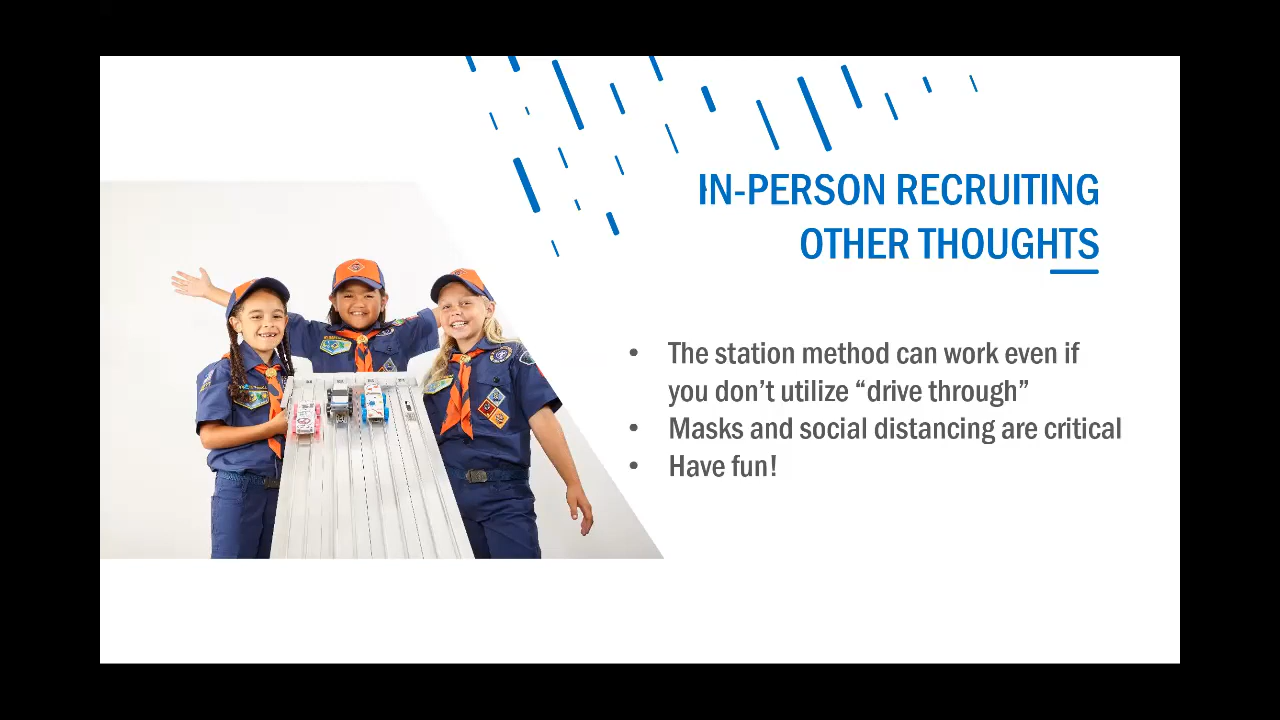 IN-PERSON RECRUITING
OTHER THOUGHTS
• The station method can work even if
you don’t utilize “drive through”
• Masks and social distancing are critical
• Have fun!